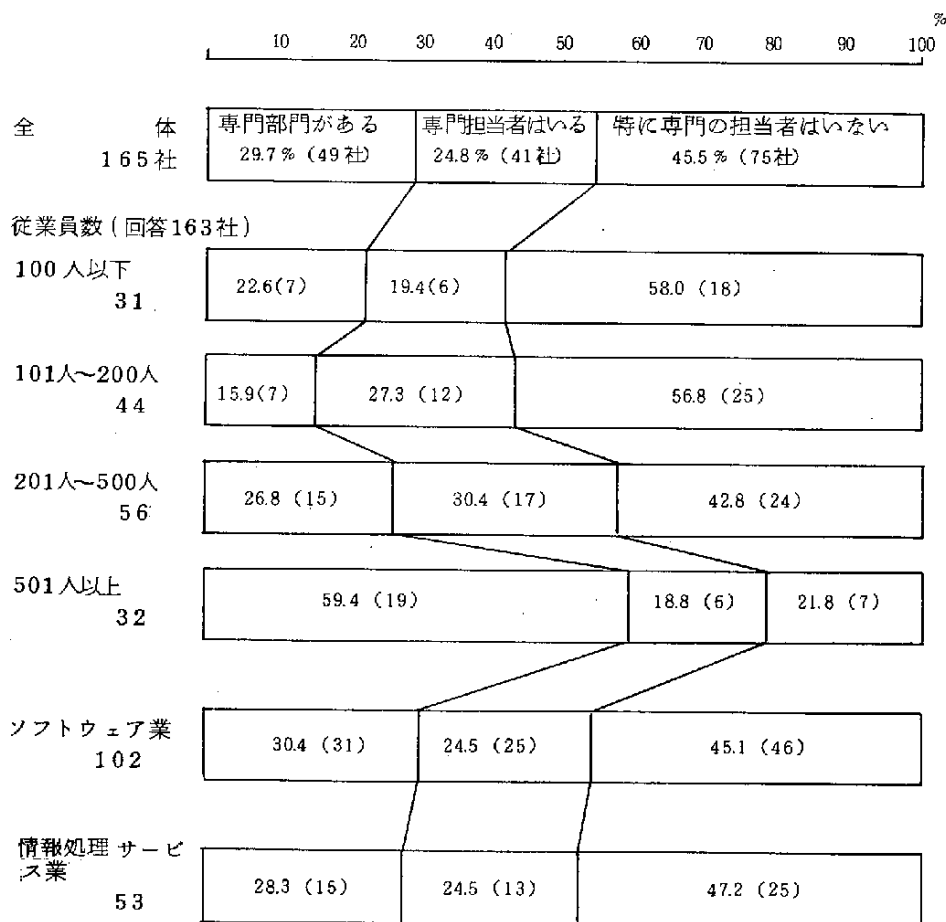 %
10 20 30 40 50 60 70 80 90 100
全 体
165社
専門部門がある
29.7% (49社)
専門担当者はいる
24.8% (41社)
特に専門の担当者はいない
45.5% (75社)
従業員数(回答163社)
100人以下
31
22.6(7) 19.4(6) 58.0 (18)
101人~200人
44
15.9(7) 27.3 (12) 56.8 (25)
201人~500人
56
26.8 (15) 30.4 (17) 42.8 (24)
501人以上
32
59.4 (19) 18.8 (6) 21.8 (7)
ソフトウェア業
102
30.4 (31) 24.5 (25) 45.1 (46)
情報処理サービ
ス業
53
28.3 (15) 24.5 (13) 47.2 (25)